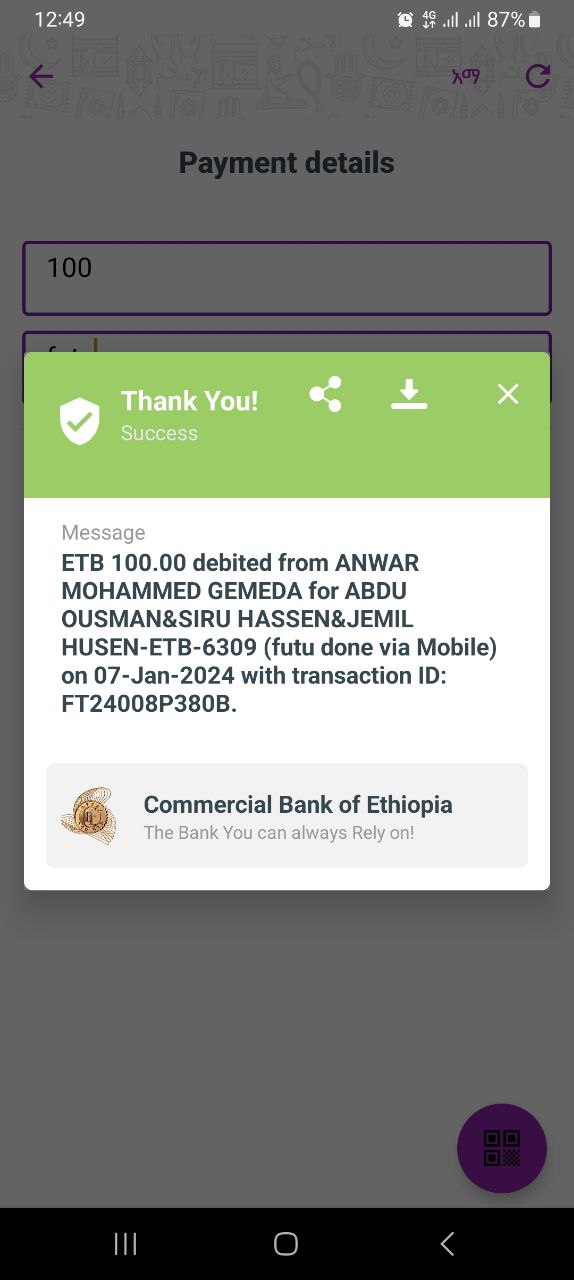 12:49
4G
87%
አማ
Payment details
100
futu
Thank You!
Success
Message
ETB 100.00 debited from ANWAR
MOHAMMED GEMEDA for ABDU
OUSMAN&SIRU HASSEN&JEMIL
HUSEN-ETB-6309 (futu done via Mobile)
on 07-Jan-2024 with transaction ID:
FT24008P380B.
Commercial Bank of Ethiopia
The Bank You can always Rely on!